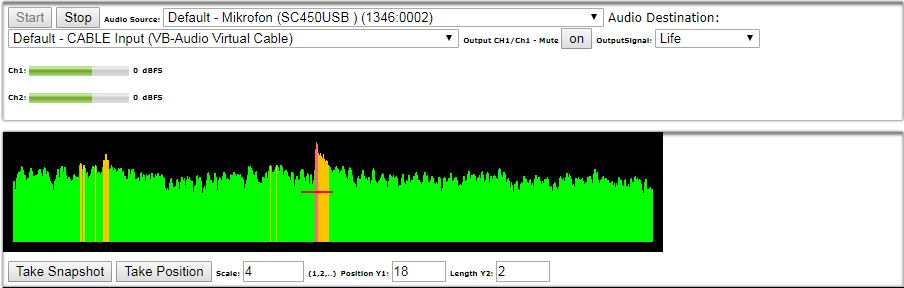 Start Stop Audio Source: Default - Mikrofon (SC450USB ) (1346:0002) Audio Destination:
Default - CABLE Input (VB-Audio Virtual Cable) Output CH1/Ch1 - Mute on OutputSignal: Life
Ch1: 0 dBFS
Ch2: 0 dBFS
Take Snapshot Take Position Scale: 4 (1,2,..) Position Y1: 18 Length Y2: 2